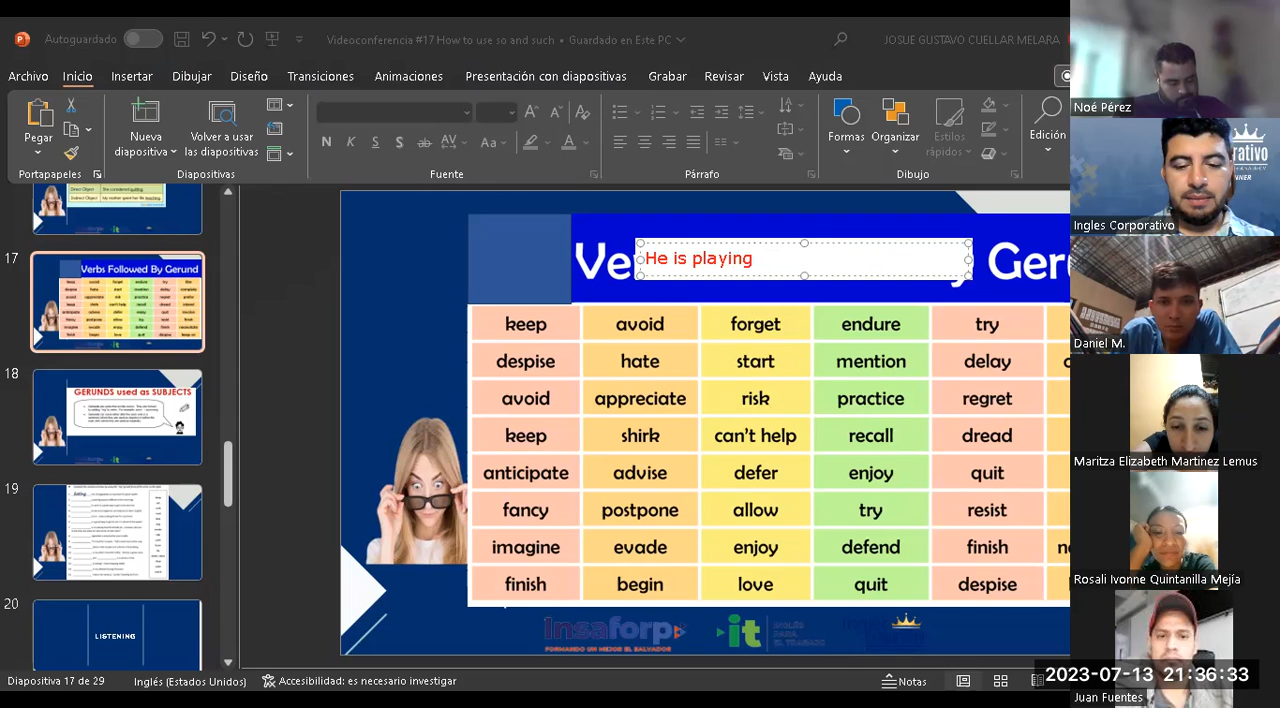 Autoguardado
Videoconferencia #17 How to use so and such • Guardado en Este PC
JOSUE GUSTAVO CUELLAR MELARA
Archivo Inicio Insertar Dibujar Diseño Transiciones Animaciones Presentación con diapositivas Grabar Revisar Vista Ayuda
Pegar
Nueva diapositiva
Volver a usar las diapositivas
N K S S ab AV Aa A
Formas
Organizar
Estilos rápidos
Edición
Portapapeles
Diapositivas
Fuente
Párrafo
Dibujo
17
Verbs Followed By Gerund
18
GERUNDS used as SUBJECTS
19
20
LISTENING
He is playing
keep avoid forget endure try
despise hate start mention delay
avoid appreciate risk practice regret
keep shirk can't help recall dread
anticipate advise defer enjoy quit
fancy postpone allow try resist
imagine evade enjoy defend finish
finish begin love quit despise
Insaforp
FORMANDO UN MEJOR EL SALVADOR
it
INGLÉS PARA EL TRABAJO
Diapositiva 17 de 29
Inglés (Estados Unidos)
Accesibilidad: es necesario investigar
Notas
Noé Pérez
Ingles Corporativo
Daniel M.
Maritza Elizabeth Martinez Lemus
Rosali Ivonne Quintanilla Mejía
2023-07-13 21:36:33
Juan Fuentes